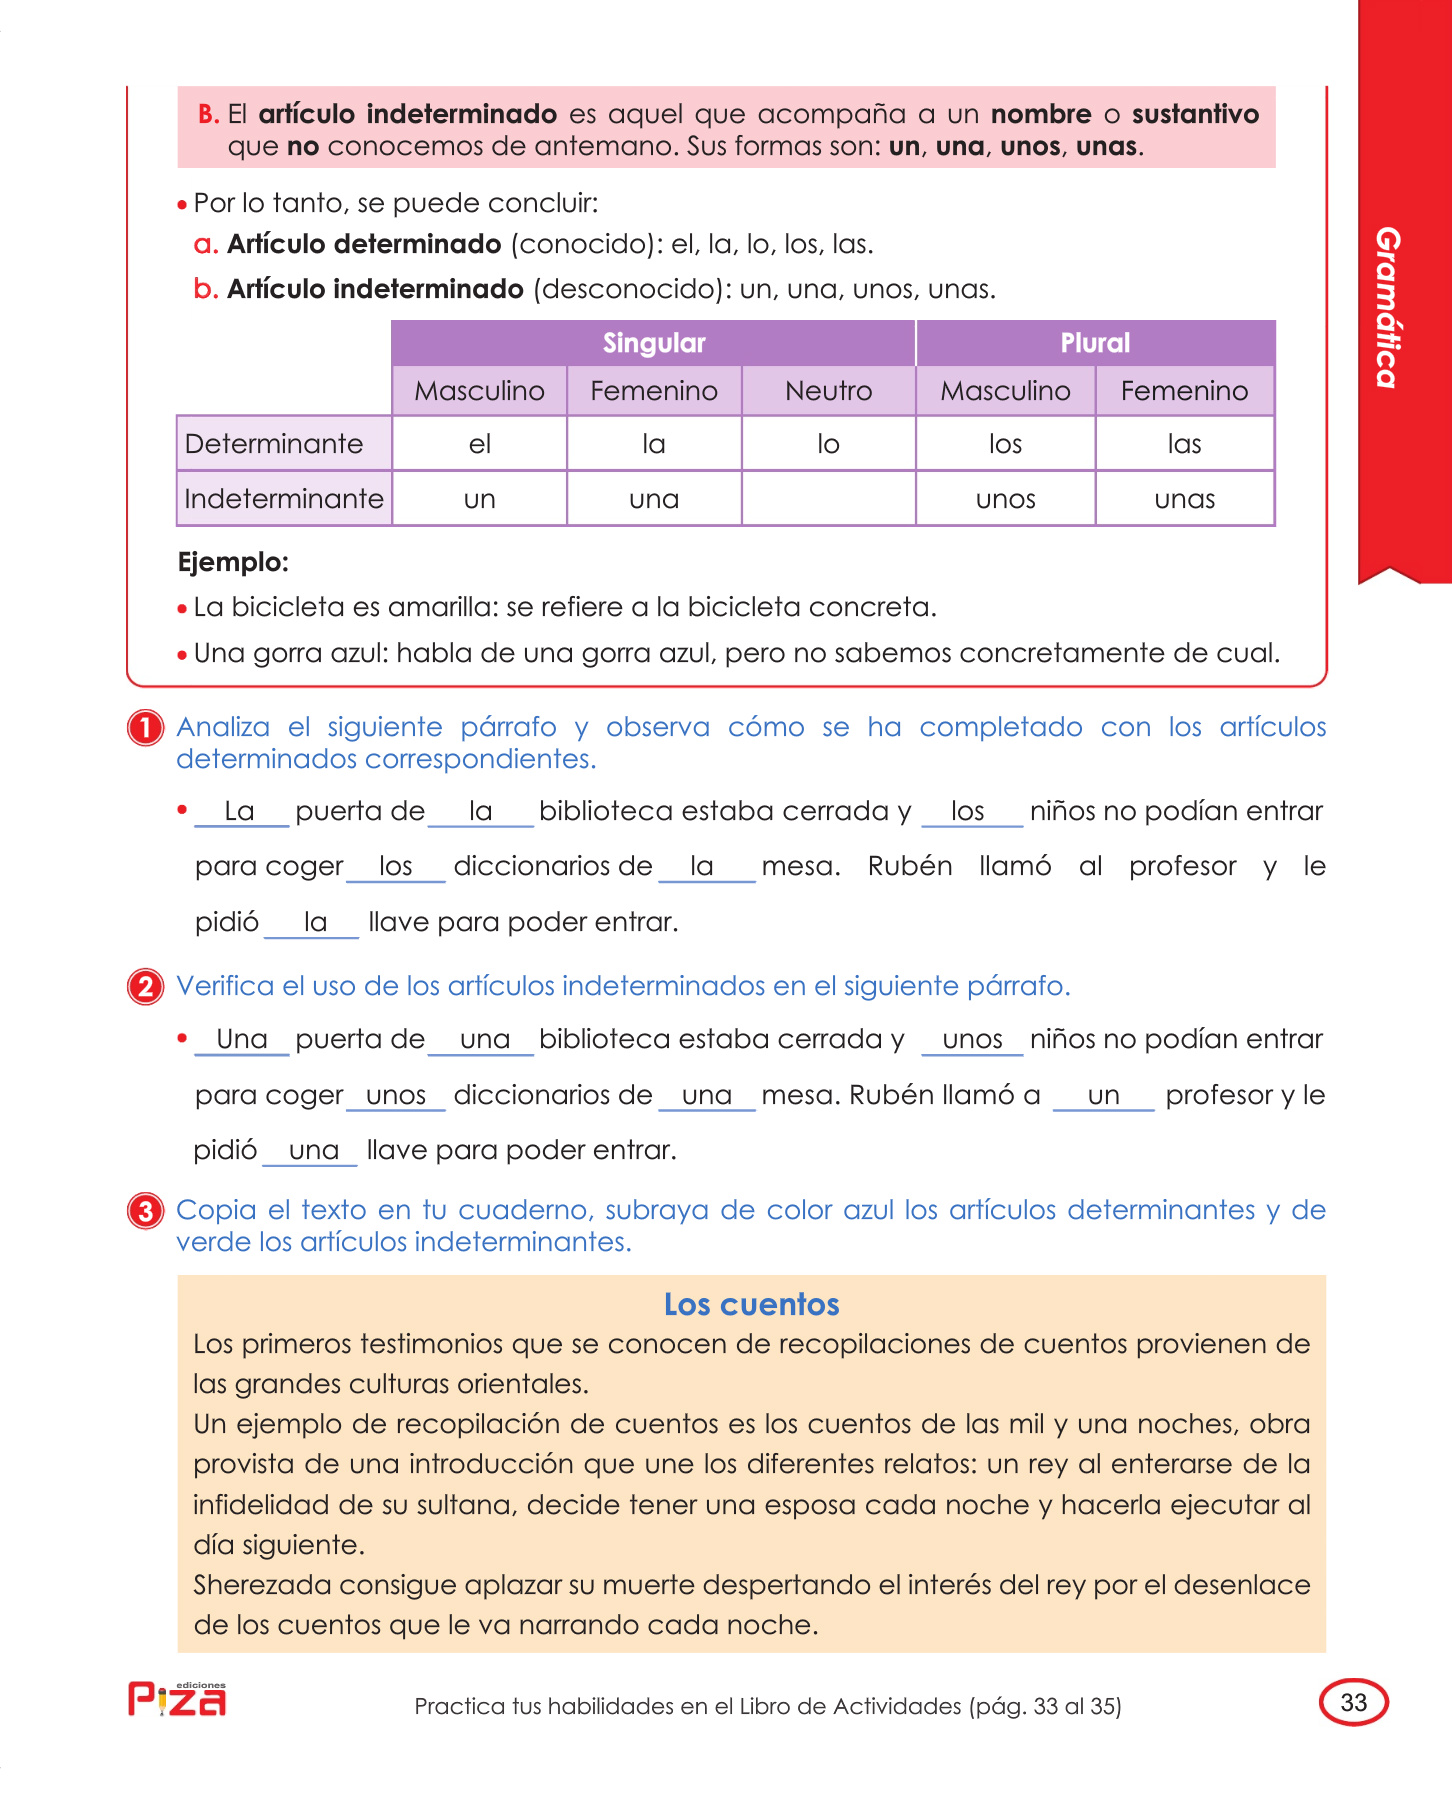 B. El artículo indeterminado es aquel que acompaña a un nombre o sustantivo
que no conocemos de antemano. Sus formas son: un, una, unos, unas.
• Por lo tanto, se puede concluir:
a. Artículo determinado (conocido): el, la, lo, los, las.
b. Artículo indeterminado (desconocido): un, una, unos, unas.
Singular Plural
Masculino Femenino Neutro Masculino Femenino
Determinante el la lo los las
Indeterminante un una unos unas
Ejemplo:
• La bicicleta es amarilla: se refiere a la bicicleta concreta.
• Una gorra azul: habla de una gorra azul, pero no sabemos concretamente de cual.
Gramática
1 Analiza el siguiente párrafo y observa cómo se ha completado con los artículos
determinados correspondientes.
• La puerta de la biblioteca estaba cerrada y los niños no podían entrar
para coger los diccionarios de la mesa. Rubén llamó al profesor y le
pidió la llave para poder entrar.
2 Verifica el uso de los artículos indeterminados en el siguiente párrafo.
• Una puerta de una biblioteca estaba cerrada y unos niños no podían entrar
para coger unos diccionarios de una mesa. Rubén llamó a un profesor y le
pidió una llave para poder entrar.
3 Copia el texto en tu cuaderno, subraya de color azul los artículos determinantes y de
verde los artículos indeterminantes.
Los cuentos
Los primeros testimonios que se conocen de recopilaciones de cuentos provienen de
las grandes culturas orientales.
Un ejemplo de recopilación de cuentos es los cuentos de las mil y una noches, obra
provista de una introducción que une los diferentes relatos: un rey al enterarse de la
infidelidad de su sultana, decide tener una esposa cada noche y hacerla ejecutar al
día siguiente.
Sherezada consigue aplazar su muerte despertando el interés del rey por el desenlace
de los cuentos que le va narrando cada noche.
ediciones
Piza
Practica tus habilidades en el Libro de Actividades (pág. 33 al 35)
33